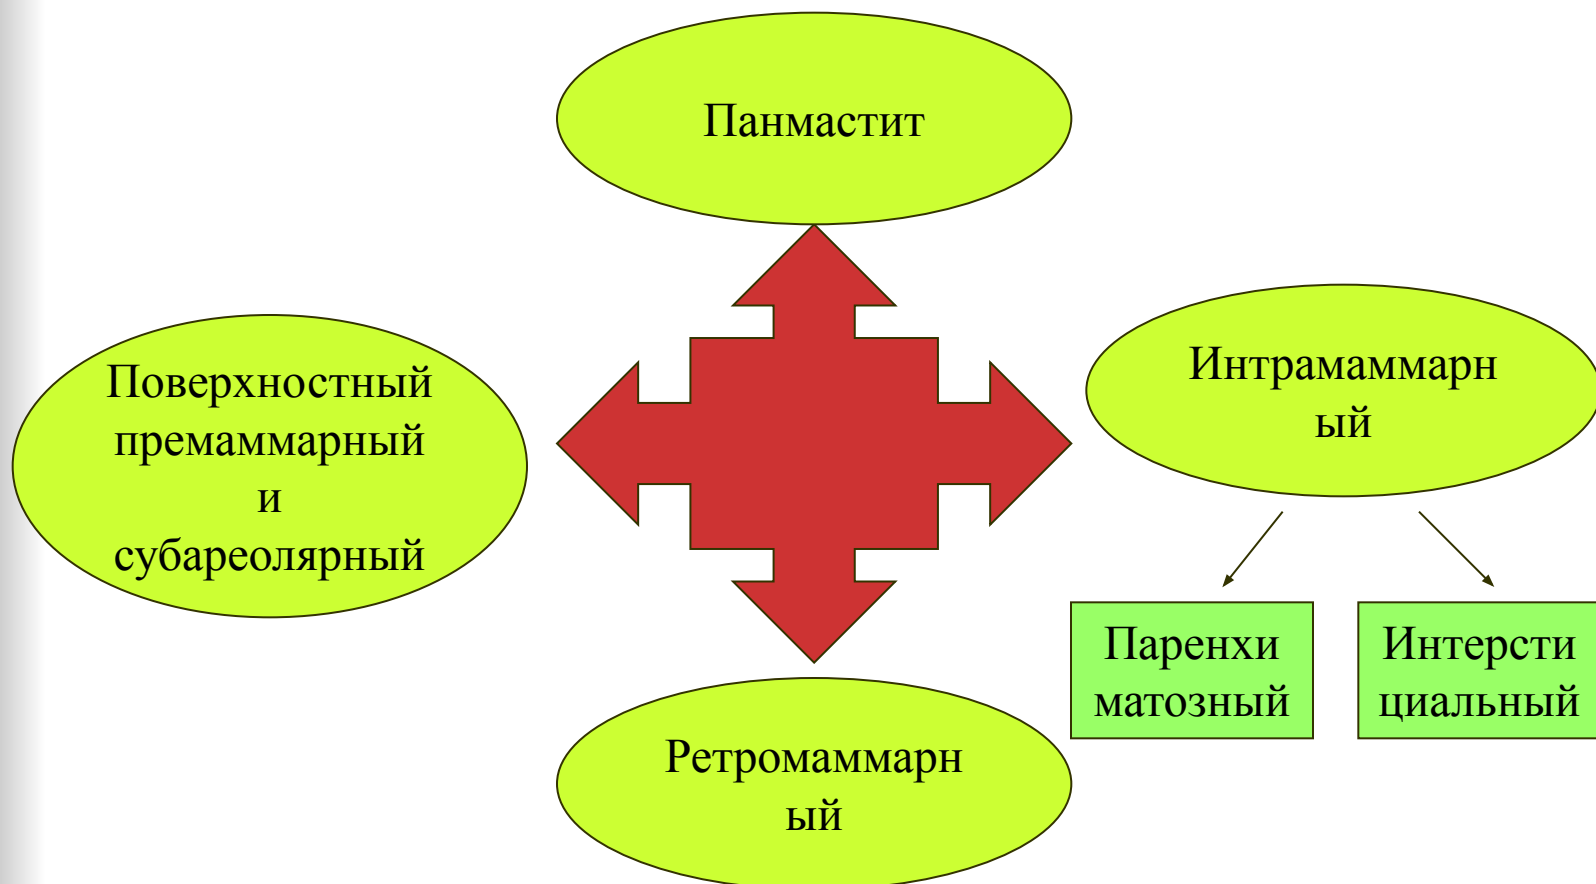 Панмастит
Поверхностный
премаммарный
и
субареолярный
Интрамаммарн
ый
Паренхи
матозный
Интерсти
циальный
Ретромаммарн
ый